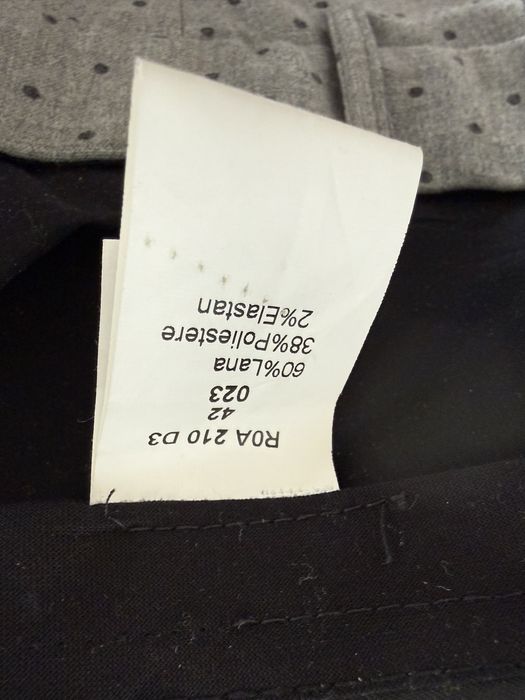 R0A 210 D3
42
023
60%Lana
38%Poliestere
2%Elastan